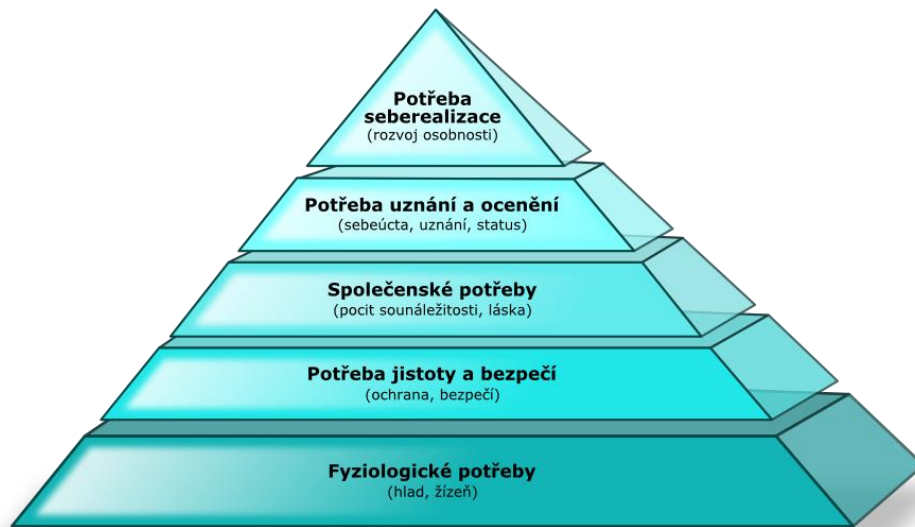 Potřeba
seberealizace
(rozvoj osobnosti)
Potřeba uznání a ocenění
(sebeúcta, uznání, status)
Společenské potřeby
(pocit sounáležitosti, láska)
Potřeba jistoty a bezpečí
(ochrana, bezpečí)
Fyziologické potřeby
(hlad, žízeň)